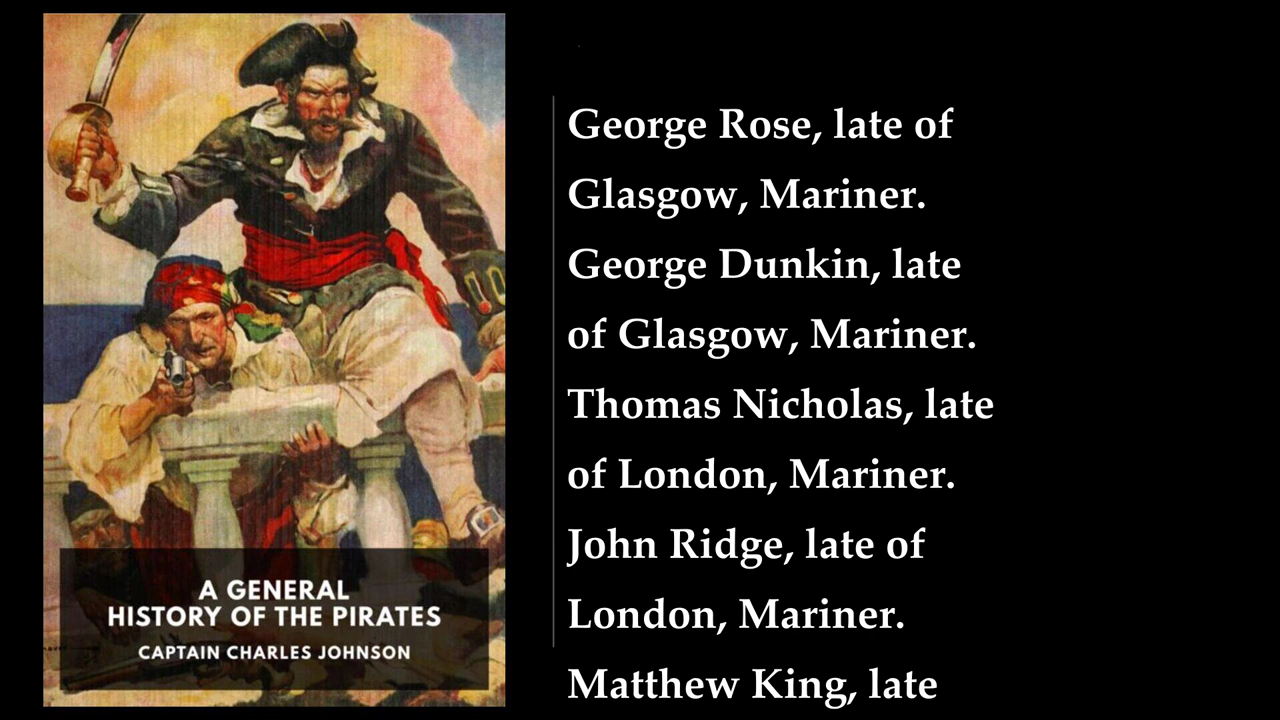 A GENERAL
HISTORY OF THE PIRATES
CAPTAIN CHARLES JOHNSON
George Rose, late of
Glasgow, Mariner.
George Dunkin, late
of Glasgow, Mariner.
Thomas Nicholas, late
of London, Mariner.
John Ridge, late of
London, Mariner.
Matthew King, late